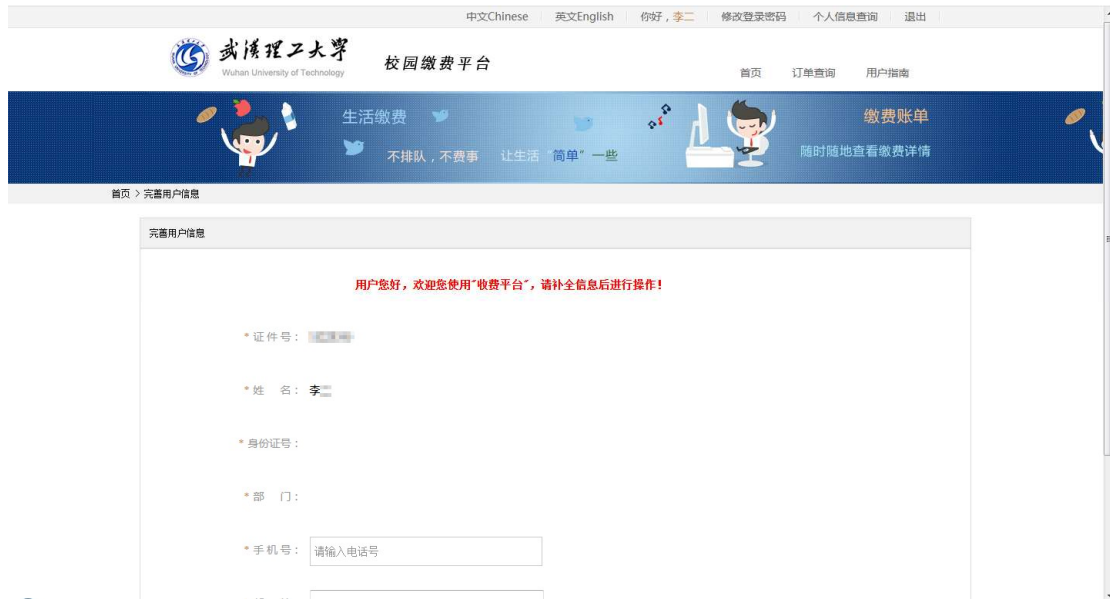 中文Chinese 英文English 你好，李二 修改登录密码 个人信息查询 退出
武汉理工大学
Wuhan University of Technology
校园缴费平台
首页 订单查询 用户指南
生活缴费
不排队，不费事 让生活“简单”一些
缴费账单
随时随地查看缴费详情
首页 > 完善用户信息
完善用户信息
用户您好，欢迎您使用“收费平台”，请补全信息后进行操作！
* 证件号：
* 姓 名： 李
* 身份证号：
* 部 门：
* 手机号： 请输入电话号